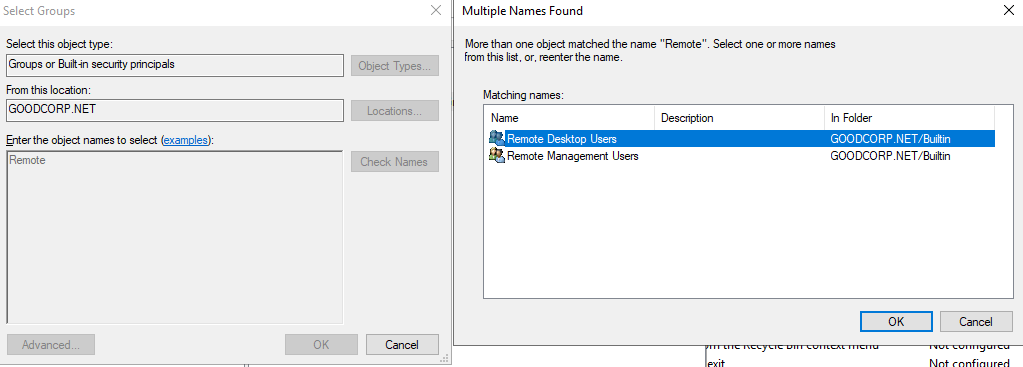 Select Groups
Select this object type:
Groups or Built-in security principals
Object Types...
From this location:
GOODCORP.NET
Locations...
Enter the object names to select (examples):
Remote
Check Names
Advanced...
OK
Cancel
Multiple Names Found
More than one object matched the name "Remote". Select one or more names
from this list, or, reenter the name.
Matching names:
Name Description In Folder
Remote Desktop Users GOODCORP.NET/Builtin
Remote Management Users GOODCORP.NET/Builtin
OK
Cancel
the Recycle Bin context menu Not configured
exit Not configured